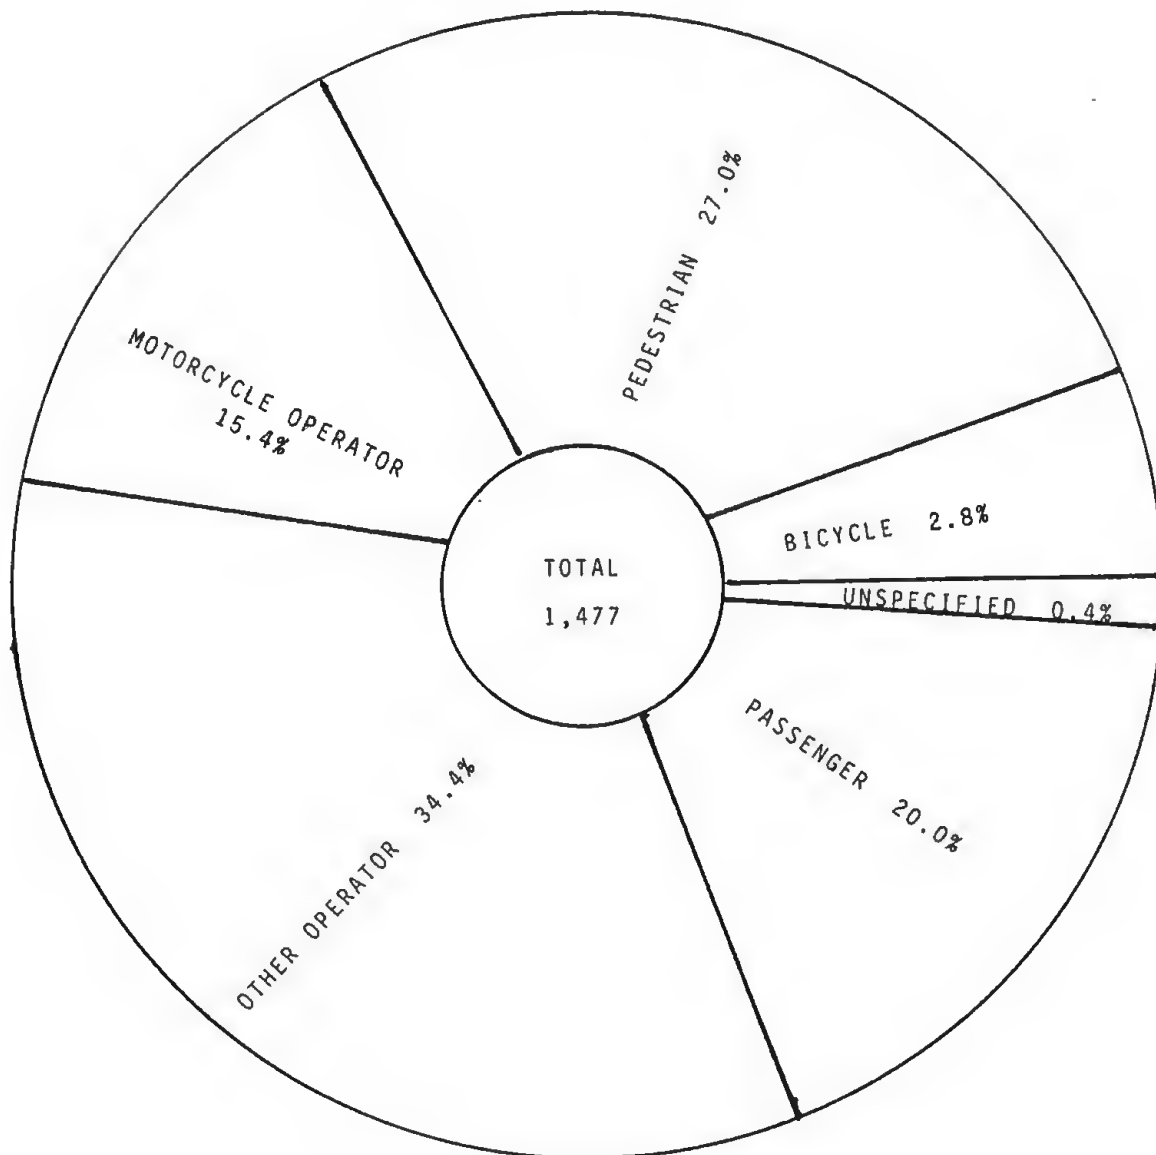 PEDESTRIAN 27.0%
MOTORCYCLE OPERATOR
15.4%
BICYCLE 2.8%
TOTAL
1,477
UNSPECIFIED 0.4%
PASSENGER 20.0%
OTHER OPERATOR 34.4%